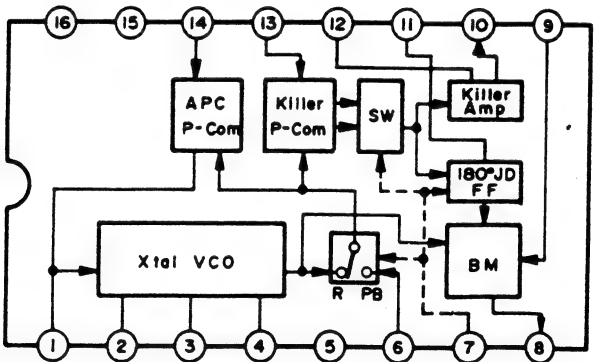 16 15 14 13 12 11 10 9
APC
P-Com
Killer
P-Com
SW
Killer
Amp
180°JD
FF
Xtal VCO
R PB
BM
1 2 3 4 5 6 7 8